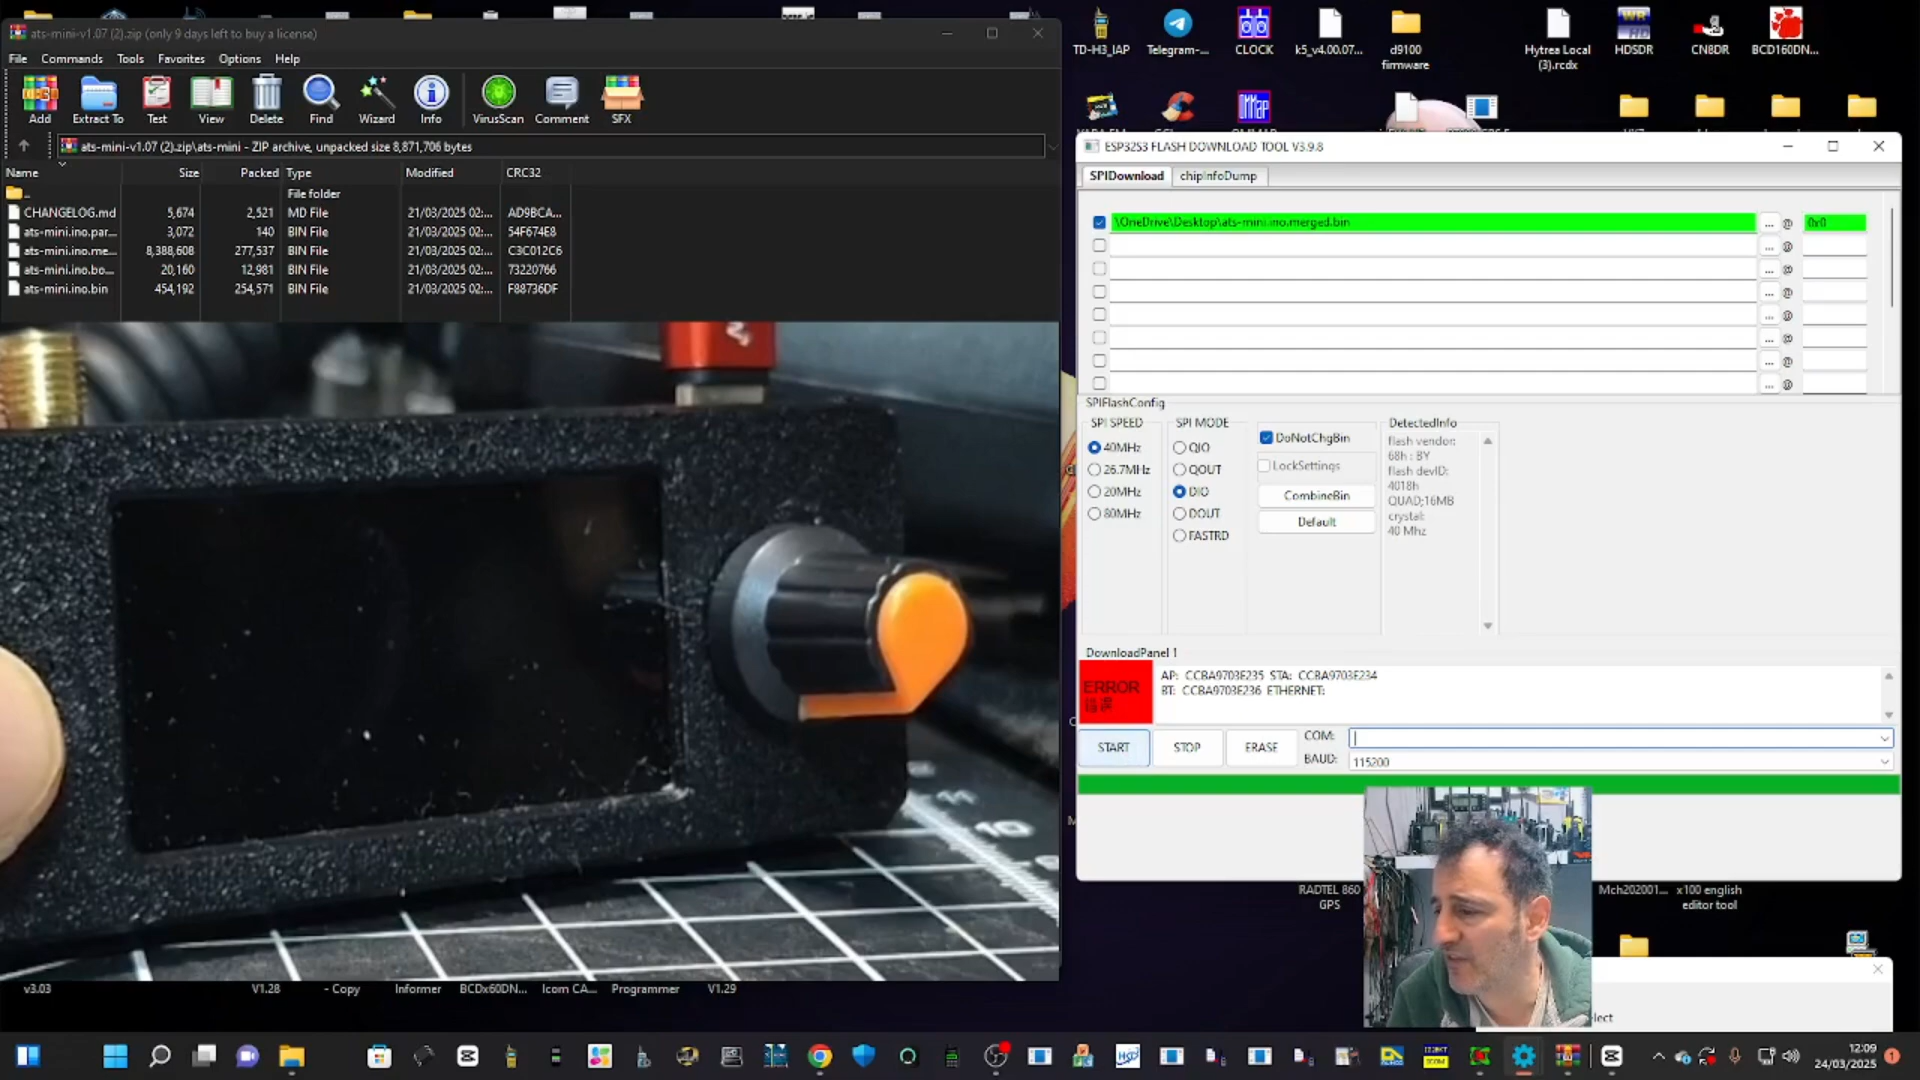 ats-mini-v1.07 (2).zip (only 9 days left to buy a license)
File Commands Tools Favorites Options Help
Add Extract To Test View Delete Find Wizard Info VirusScan Comment SFX
ats-mini-v1.07 (2).zip\ats-mini - ZIP archive, unpacked size 8,871,706 bytes
Name Size Packed Type Modified CRC32
..
File folder
CHANGELOG.md 5,674 2,521 MD File 21/03/2025 02:... AD9BCA...
ats-mini.ino.par... 3,072 140 BIN File 21/03/2025 02:... 54F674E8
ats-mini.ino.me... 8,388,608 277,537 BIN File 21/03/2025 02:... C3C012C6
ats-mini.ino.bo... 20,160 12,981 BIN File 21/03/2025 02:... 73220766
ats-mini.ino.bin 454,192 254,571 BIN File 21/03/2025 02:... F88736DF
10
v3.03 V1.28 - Copy Informer BCDx60DN... Icom CA... Programmer V1.29
TD-H3_IAP Telegram-... CLOCK k5_v4.00.07... d9100 firmware Hytrea Local (3).rcdx HDSDR CN8DR BCD160DN...
ESP32S3 FLASH DOWNLOAD TOOL V3.9.8
SPIDownload chipInfoDump
\OneDrive\Desktop\ats-mini.ino.merged.bin ... @ 0x0
... @
... @
... @
... @
... @
... @
... @
SPIFlashConfig
SPI SPEED
40MHz
26.7MHz
20MHz
80MHz
SPI MODE
QIO
QOUT
DIO
DOUT
FASTRD
DoNotChgBin
LockSettings
CombineBin
Default
DetectedInfo
flash vendor:
68h : BY
flash devID:
4018h
QUAD;16MB
crystal:
40 Mhz
DownloadPanel 1
ERROR
错误
AP: CCBA9703E235 STA: CCBA9703E234
BT: CCBA9703E236 ETHERNET:
START STOP ERASE
COM:
BAUD: 115200
RADTEL 860 GPS
Mch202001... x100 english editor tool
12:09
24/03/2025